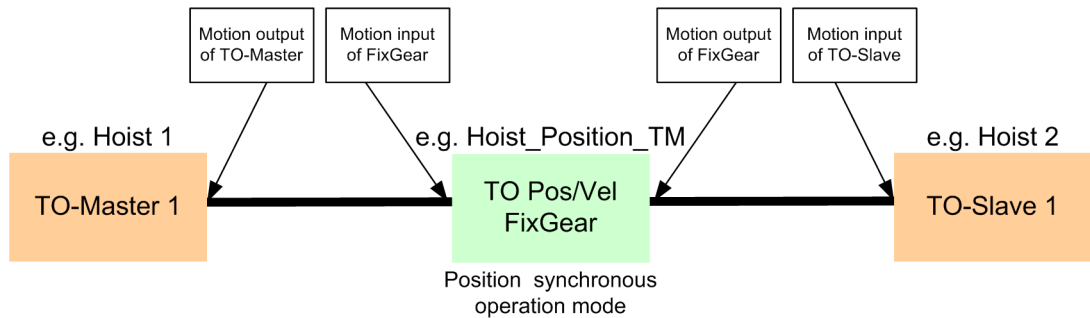 Motion output
of TO-Master
Motion input
of FixGear
Motion output
of FixGear
Motion input
of TO-Slave
e.g. Hoist 1
e.g. Hoist_Position_TM
e.g. Hoist 2
TO-Master 1
TO Pos/Vel
FixGear
TO-Slave 1
Position synchronous
operation mode